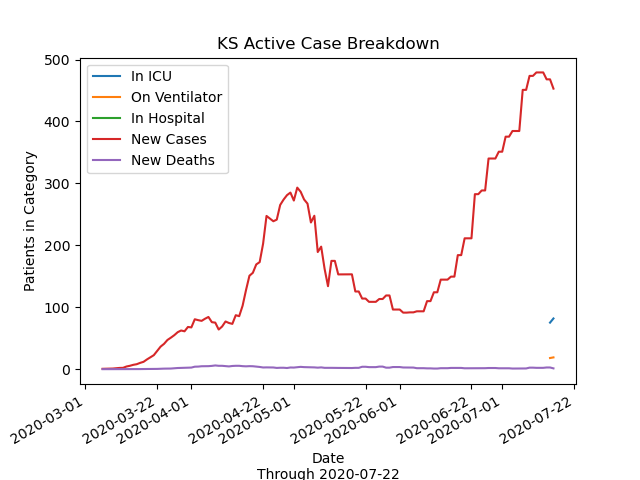 KS Active Case Breakdown
In ICU
On Ventilator
In Hospital
New Cases
New Deaths
Patients in Category
500
400
300
200
100
0
2020-03-01
2020-03-22
2020-04-01
2020-04-22
2020-05-01
2020-05-22
2020-06-01
2020-06-22
2020-07-01
2020-07-22
Date
Through 2020-07-22